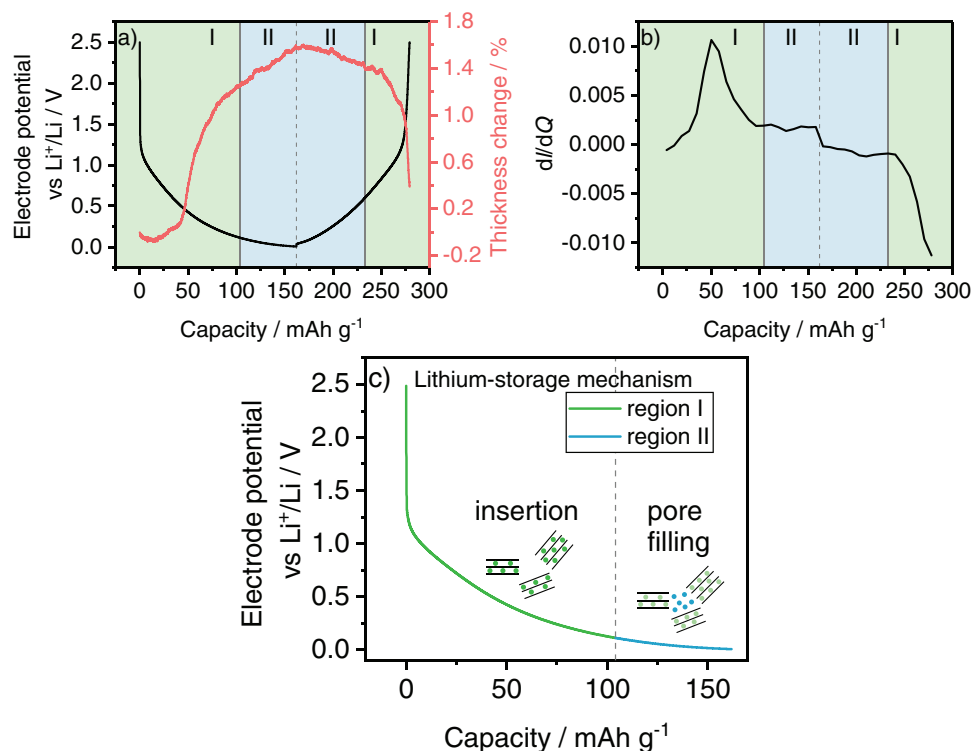 a)
I
II
II
I
2.5
2.0
1.5
1.0
0.5
0.0
Electrode potential
vs Li⁺/Li / V
1.8
1.4
1.0
0.6
0.2
-0.2
Thickness change / %
0
50
100
150
200
250
300
Capacity / mAh g⁻¹
b)
I
II
II
I
0.010
0.005
0.000
-0.005
-0.010
dl/dQ
0
50
100
150
200
250
300
Capacity / mAh g⁻¹
c)
Lithium-storage mechanism
region I
region II
2.5
2.0
1.5
1.0
0.5
0.0
Electrode potential
vs Li⁺/Li / V
insertion
pore
filling
0
50
100
150
Capacity / mAh g⁻¹